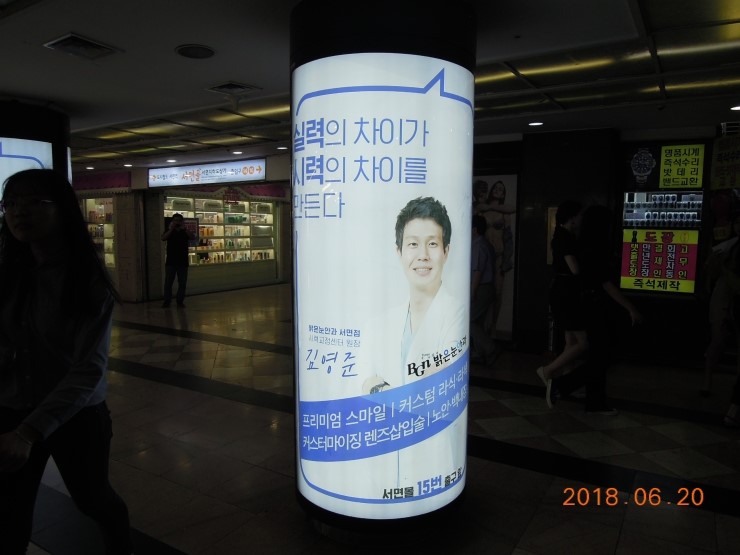 실력의 차이가
시력의 차이를
만든다
밝은눈안과 서면점
시력교정센터 원장
김영준
BGN 밝은눈안과
프리미엄 스마일 | 커스텀 라식·라섹
커스터마이징 렌즈삽입술 | 노안·백내장
서면몰 15번 출구
서면몰
명품시계
즉석수리
밧데리
밴드교환
도장
즉석제작
2018.06.20